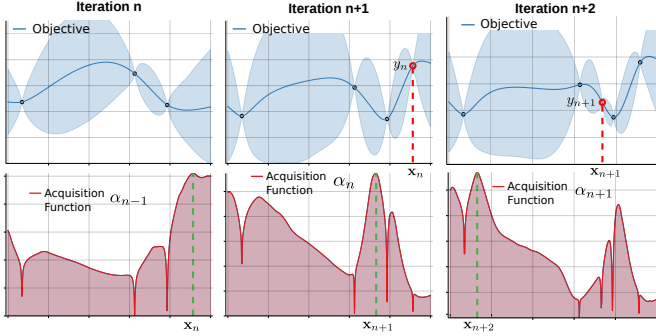 Iteration n
Iteration n+1
Iteration n+2
Objective
Objective
Objective
yₙ
yₙ₊₁
𝐱ₙ
𝐱ₙ₊₁
Acquisition
Function
αₙ₋₁
Acquisition
Function
αₙ
Acquisition
Function
αₙ₊₁
𝐱ₙ
𝐱ₙ₊₁
𝐱ₙ₊₂